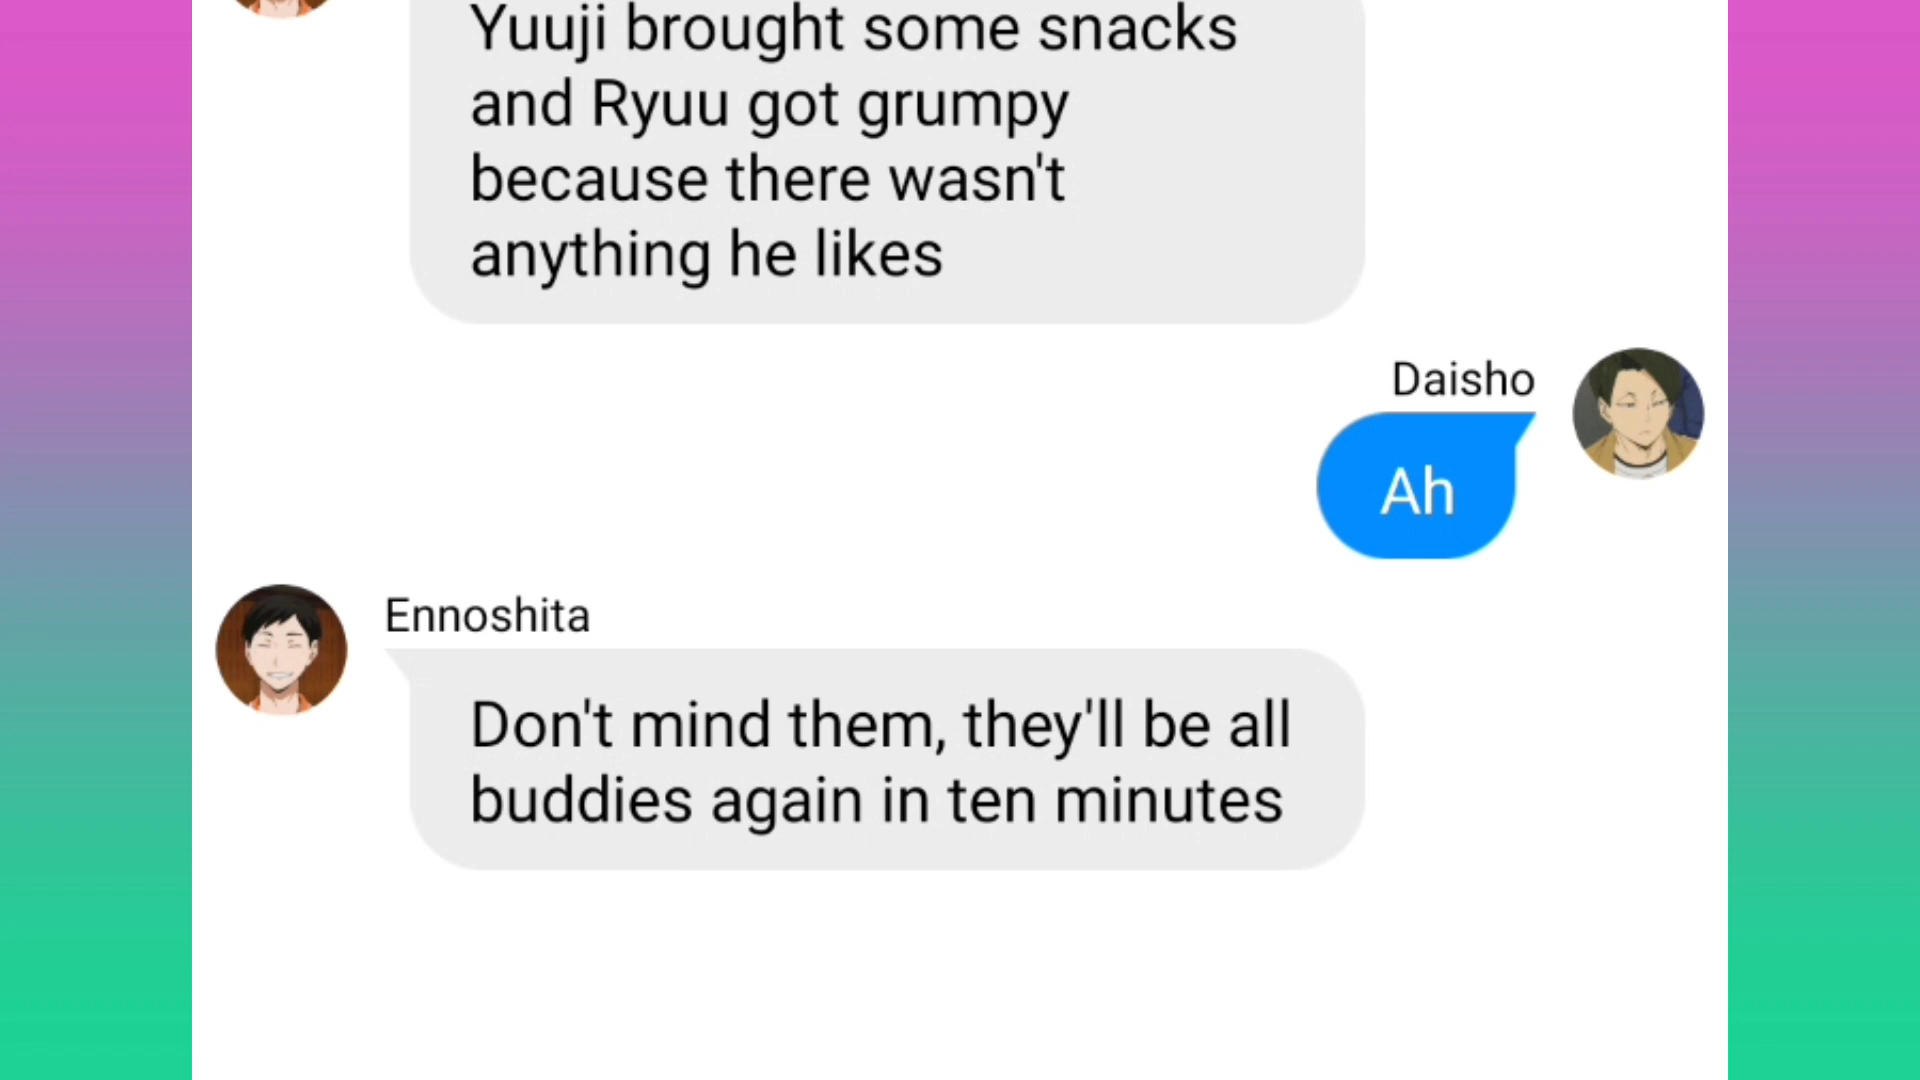 Yuuji brought some snacks
and Ryuu got grumpy
because there wasn't
anything he likes
Daisho
Ah
Ennoshita
Don't mind them, they'll be all
buddies again in ten minutes